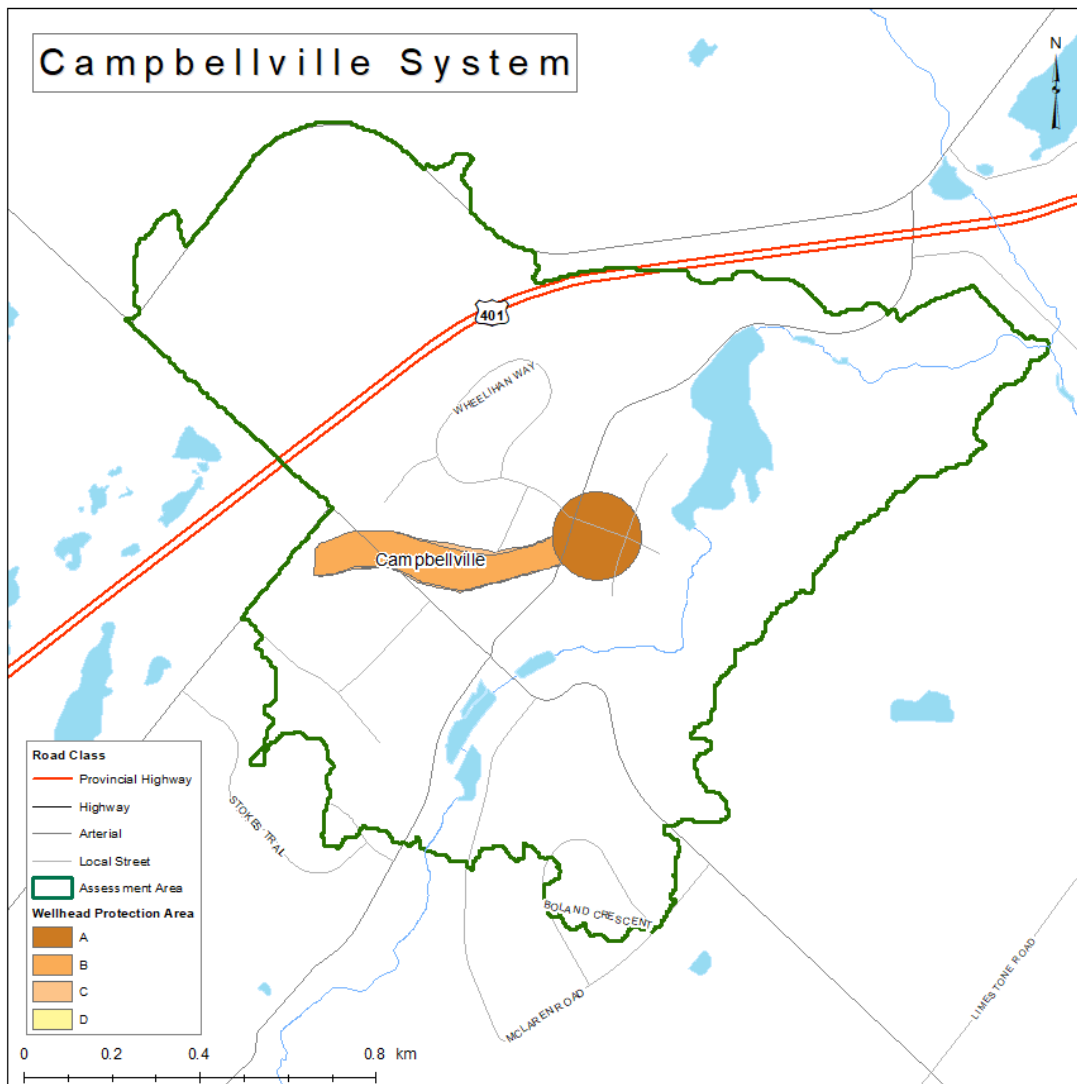 Campbellville System
N
401
WHEELIHAN WAY
Campbellville
Road Class
Provincial Highway
Highway
Arterial
Local Street
Assessment Area
Wellhead Protection Area
A
B
C
D
STOKES TRAL
BOLAND CRESCENT
MCLAREN ROAD
LIMESTONE ROAD
0 0.2 0.4 0.8 km